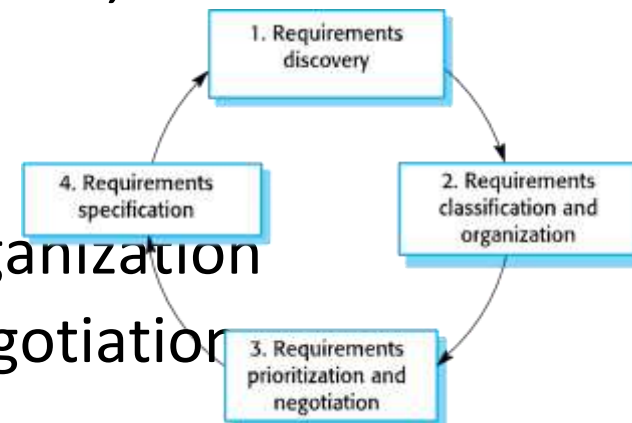 1. Requirements
discovery
4. Requirements
specification
2. Requirements
classification and
organization
ganization
gotiation
3. Requirements
prioritization and
negotiation